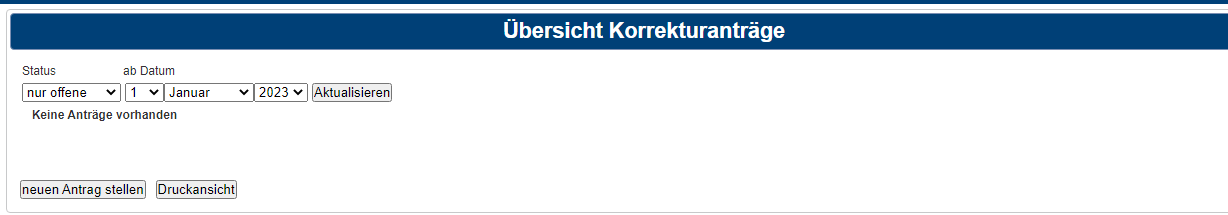 Übersicht Korrekturanträge
Status ab Datum
nur offene 1 Januar 2023 Aktualisieren
Keine Anträge vorhanden
neuen Antrag stellen Druckansicht